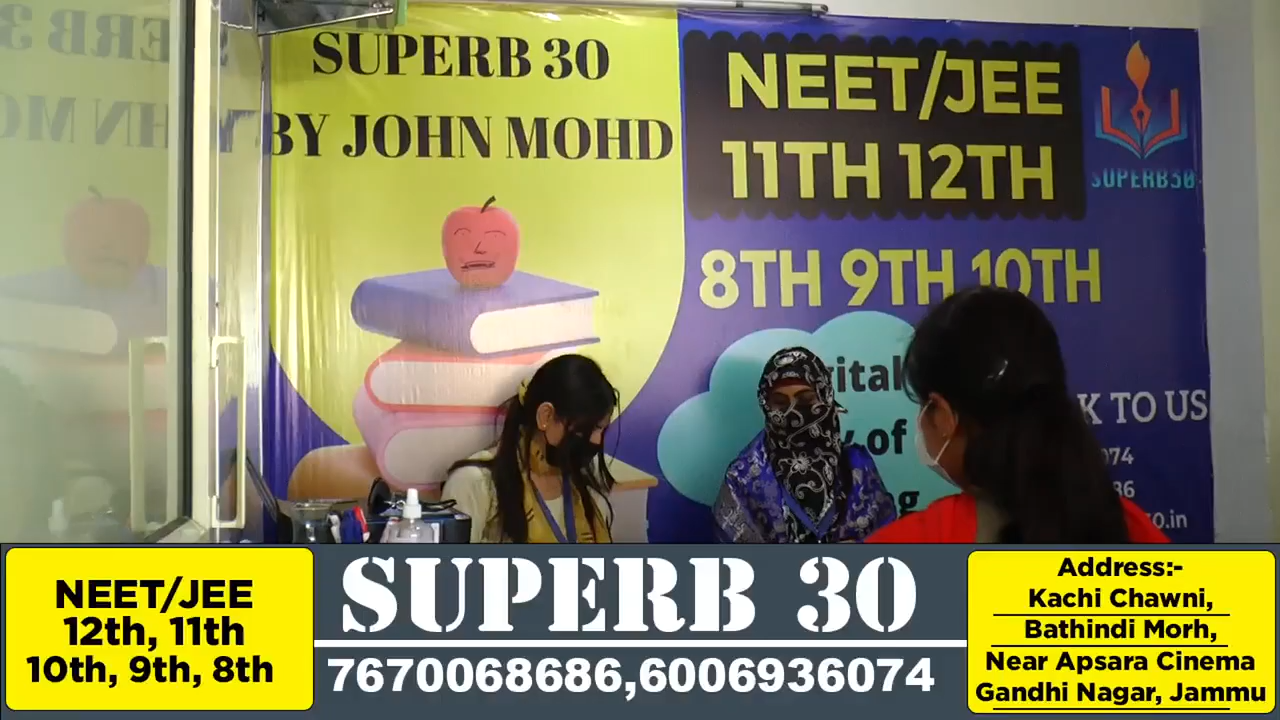 SUPERB 30
BY JOHN MOHD
NEET/JEE
11TH 12TH
SUPERB30
8TH 9TH 10TH
of
K TO US
074
86
co.in
NEET/JEE
12th, 11th
10th, 9th, 8th
SUPERB 30
7670068686,6006936074
Address:-
Kachi Chawni,
Bathindi Morh,
Near Apsara Cinema
Gandhi Nagar, Jammu